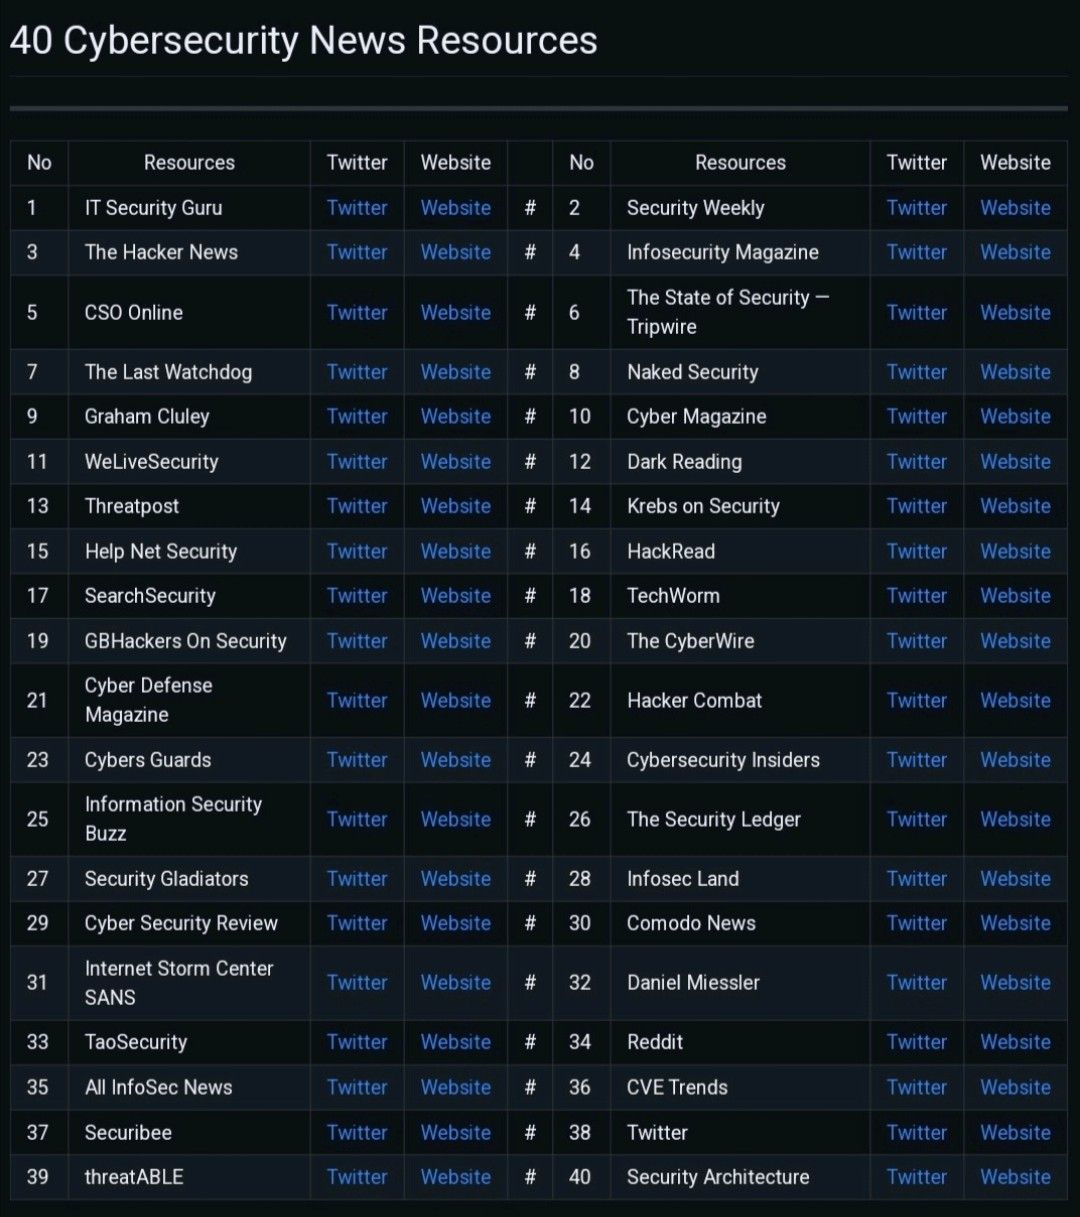 40 Cybersecurity News Resources
No Resources Twitter Website No Resources Twitter Website
1 IT Security Guru Twitter Website # 2 Security Weekly Twitter Website
3 The Hacker News Twitter Website # 4 Infosecurity Magazine Twitter Website
5 CSO Online Twitter Website # 6 The State of Security —
Tripwire Twitter Website
7 The Last Watchdog Twitter Website # 8 Naked Security Twitter Website
9 Graham Cluley Twitter Website # 10 Cyber Magazine Twitter Website
11 WeLiveSecurity Twitter Website # 12 Dark Reading Twitter Website
13 Threatpost Twitter Website # 14 Krebs on Security Twitter Website
15 Help Net Security Twitter Website # 16 HackRead Twitter Website
17 SearchSecurity Twitter Website # 18 TechWorm Twitter Website
19 GBHackers On Security Twitter Website # 20 The CyberWire Twitter Website
21 Cyber Defense
Magazine Twitter Website # 22 Hacker Combat Twitter Website
23 Cybers Guards Twitter Website # 24 Cybersecurity Insiders Twitter Website
25 Information Security
Buzz Twitter Website # 26 The Security Ledger Twitter Website
27 Security Gladiators Twitter Website # 28 Infosec Land Twitter Website
29 Cyber Security Review Twitter Website # 30 Comodo News Twitter Website
31 Internet Storm Center
SANS Twitter Website # 32 Daniel Miessler Twitter Website
33 TaoSecurity Twitter Website # 34 Reddit Twitter Website
35 All InfoSec News Twitter Website # 36 CVE Trends Twitter Website
37 Securibee Twitter Website # 38 Twitter Twitter Website
39 threatABLE Twitter Website # 40 Security Architecture Twitter Website